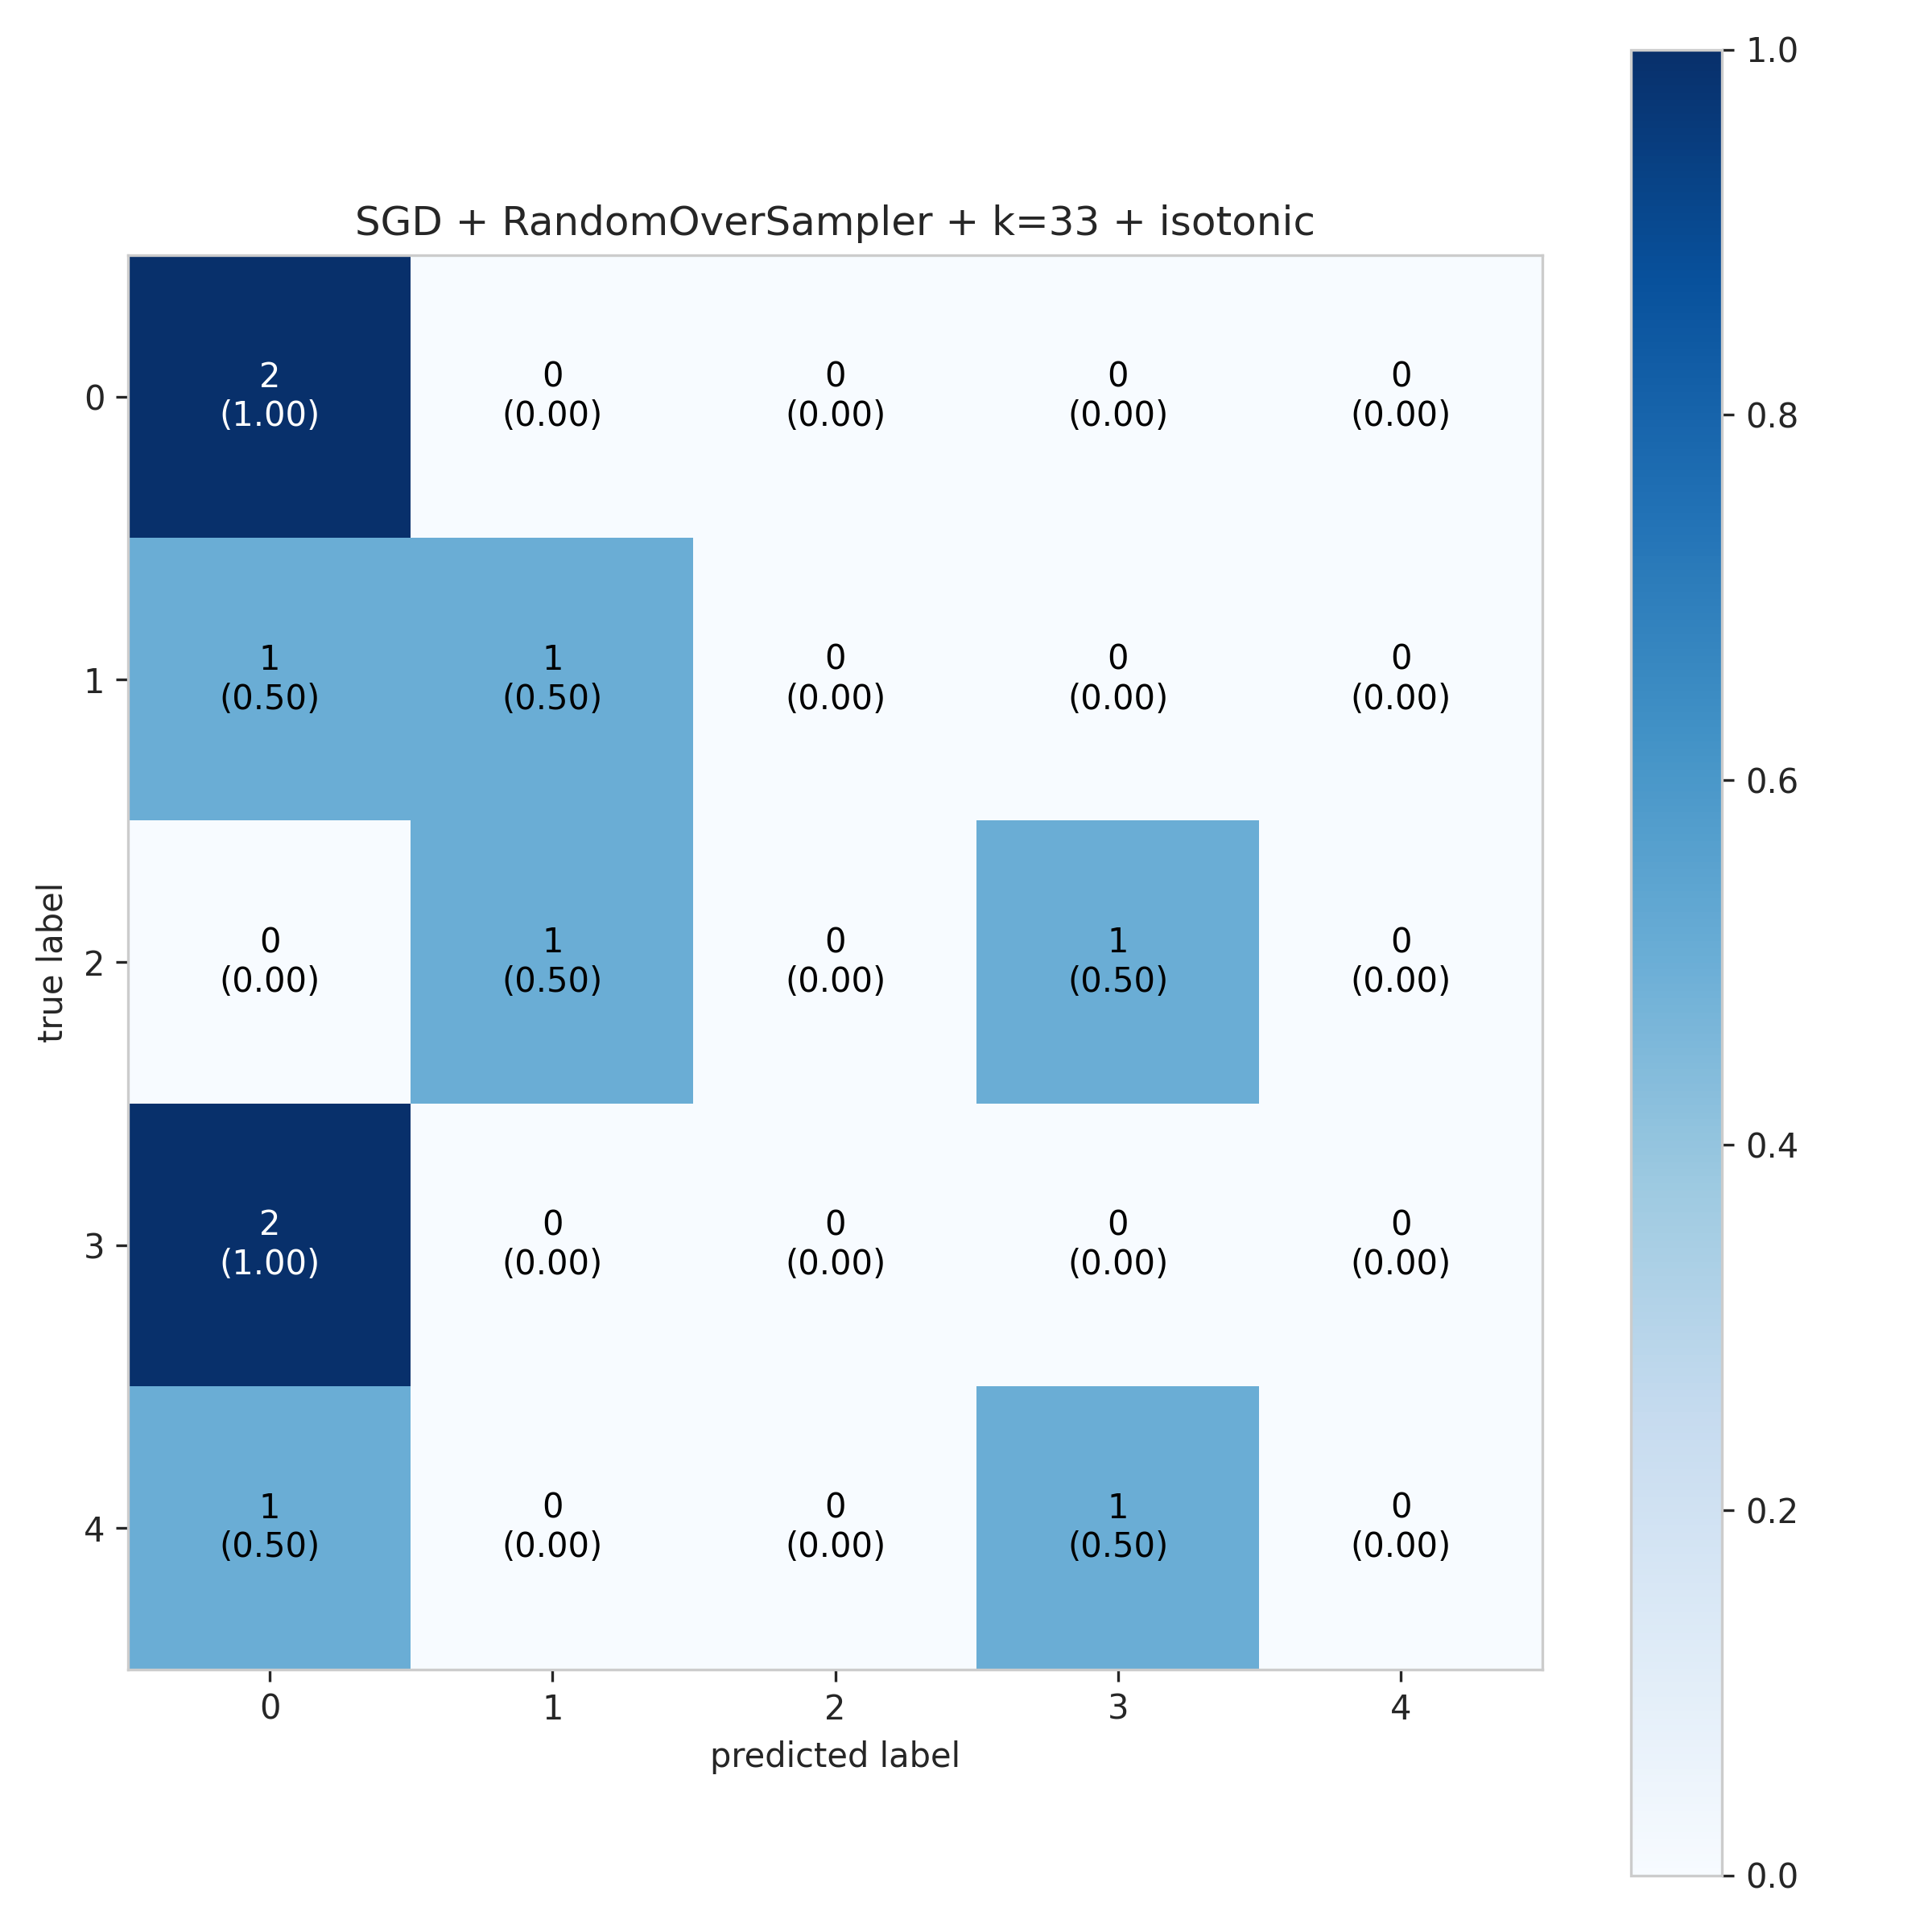 SGD + RandomOverSampler + k=33 + isotonic
1.0
0.8
0.6
0.4
0.2
0.0
true label
0
2 0 0 0 0
(1.00) (0.00) (0.00) (0.00) (0.00)
1
1 1 0 0 0
(0.50) (0.50) (0.00) (0.00) (0.00)
2
0 1 0 1 0
(0.00) (0.50) (0.00) (0.50) (0.00)
3
2 0 0 0 0
(1.00) (0.00) (0.00) (0.00) (0.00)
4
1 0 0 1 0
(0.50) (0.00) (0.00) (0.50) (0.00)
0 1 2 3 4
predicted label